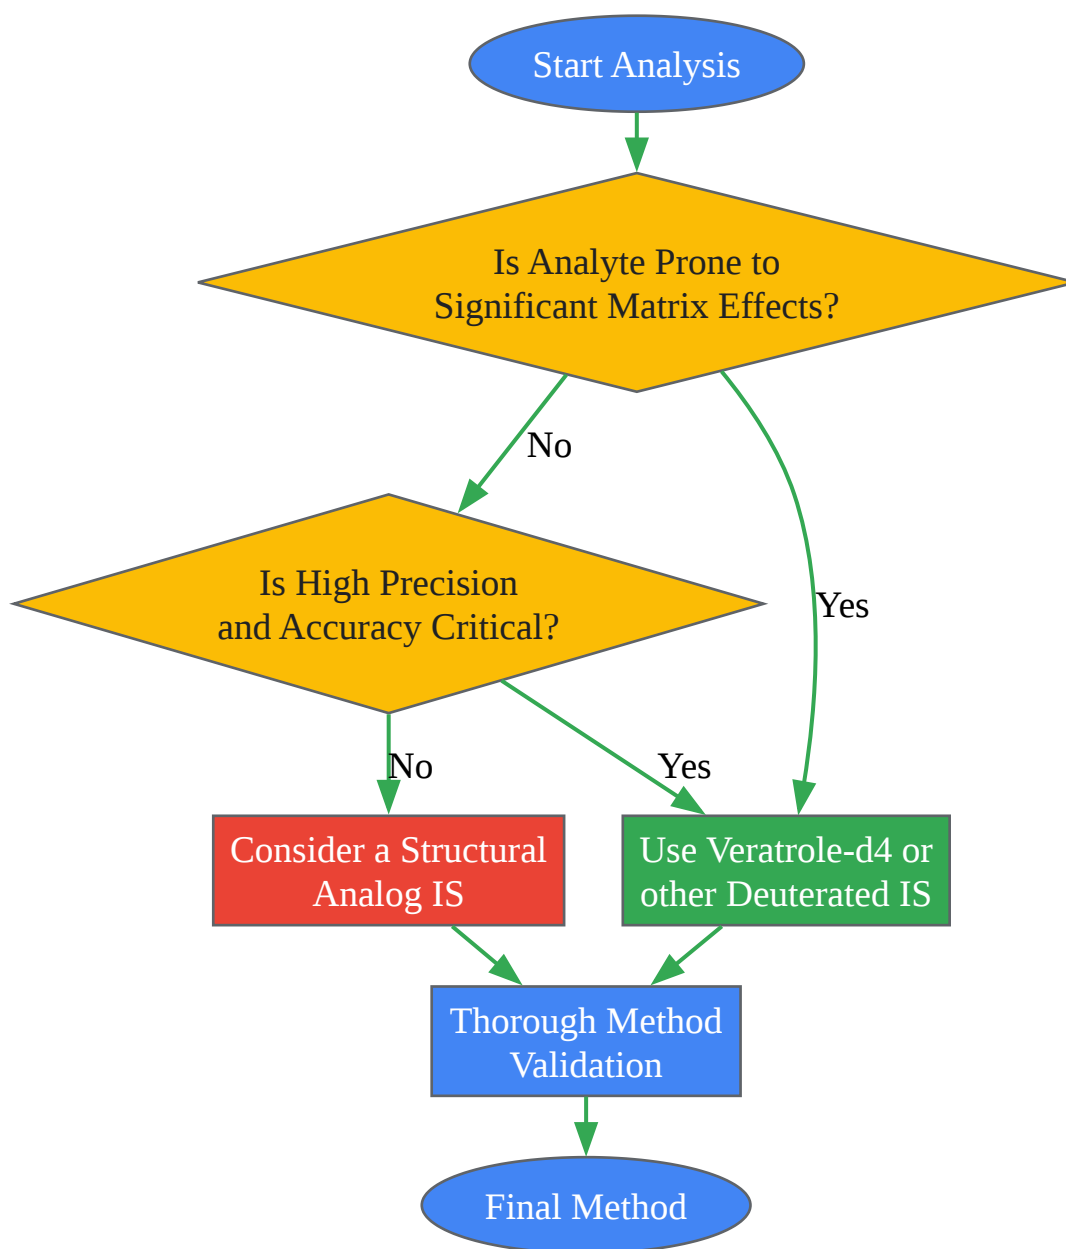 Start Analysis
Is Analyte Prone to
Significant Matrix Effects?
No
Is High Precision
and Accuracy Critical?
Yes
No
Yes
Consider a Structural
Analog IS
Use Veratrole-d4 or
other Deuterated IS
Thorough Method
Validation
Final Method